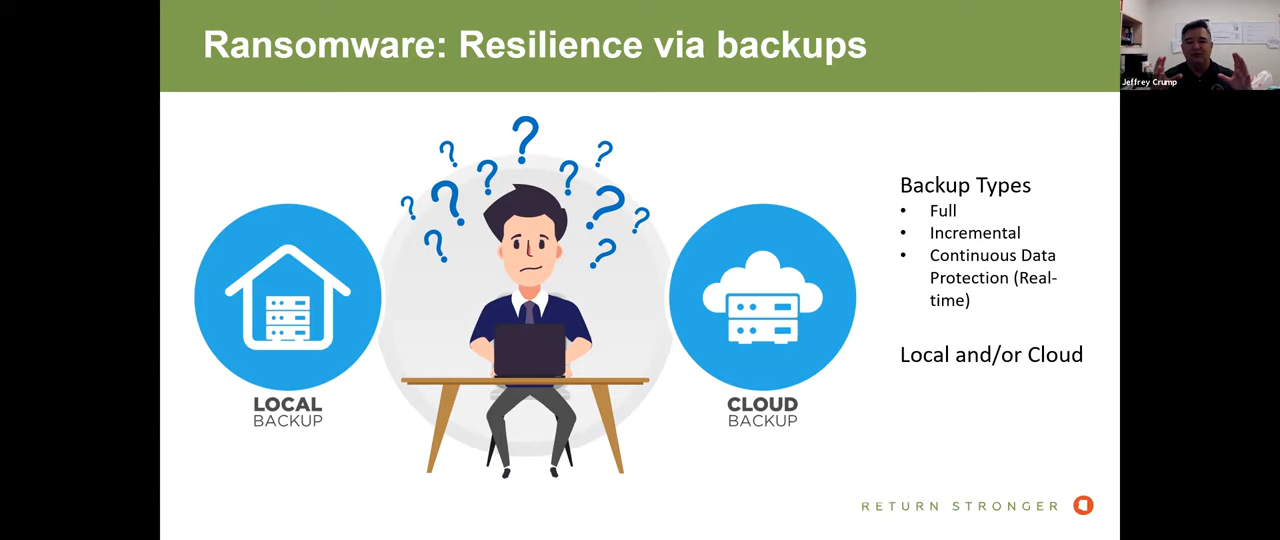 Ransomware: Resilience via backups
Jeffrey Crump
? ? ? ? ? ? ? ? ? ?
LOCAL
BACKUP
CLOUD
BACKUP
Backup Types
• Full
• Incremental
• Continuous Data
Protection (Real-
time)
Local and/or Cloud
RETURN STRONGER